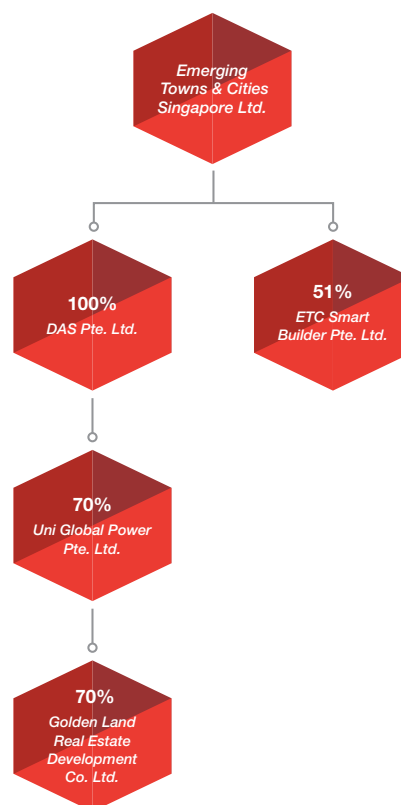 Emerging
Towns & Cities
Singapore Ltd.
100%
DAS Pte. Ltd.
51%
ETC Smart
Builder Pte. Ltd.
70%
Uni Global Power
Pte. Ltd.
70%
Golden Land
Real Estate
Development
Co. Ltd.